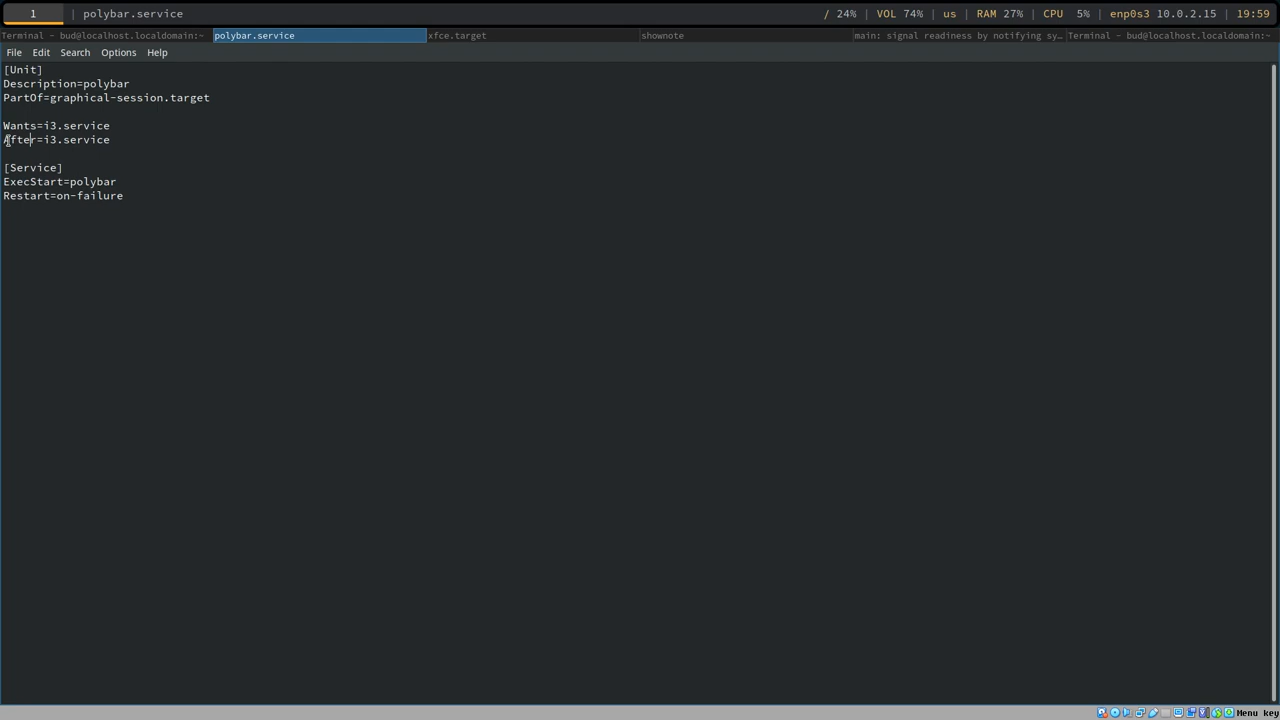 1 | polybar.service / 24% | VOL 74% | us | RAM 27% | CPU 5% | enp0s3 10.0.2.15 | 19:59
Terminal - bud@localhost.localdomain:~ polybar.service xfce.target shownote main: signal readiness by notifying sy… Terminal - bud@localhost.localdomain:~
File Edit Search Options Help
[Unit]
Description=polybar
PartOf=graphical-session.target
Wants=i3.service
After=i3.service
[Service]
ExecStart=polybar
Restart=on-failure
Menu key